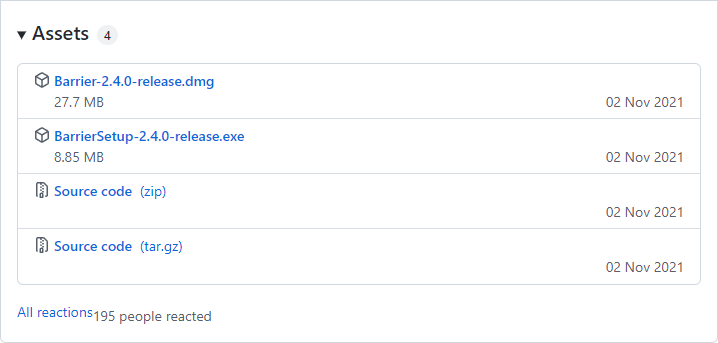 Assets 4
Barrier-2.4.0-release.dmg
27.7 MB 02 Nov 2021
BarrierSetup-2.4.0-release.exe
8.85 MB 02 Nov 2021
Source code (zip)
02 Nov 2021
Source code (tar.gz)
02 Nov 2021
All reactions195 people reacted